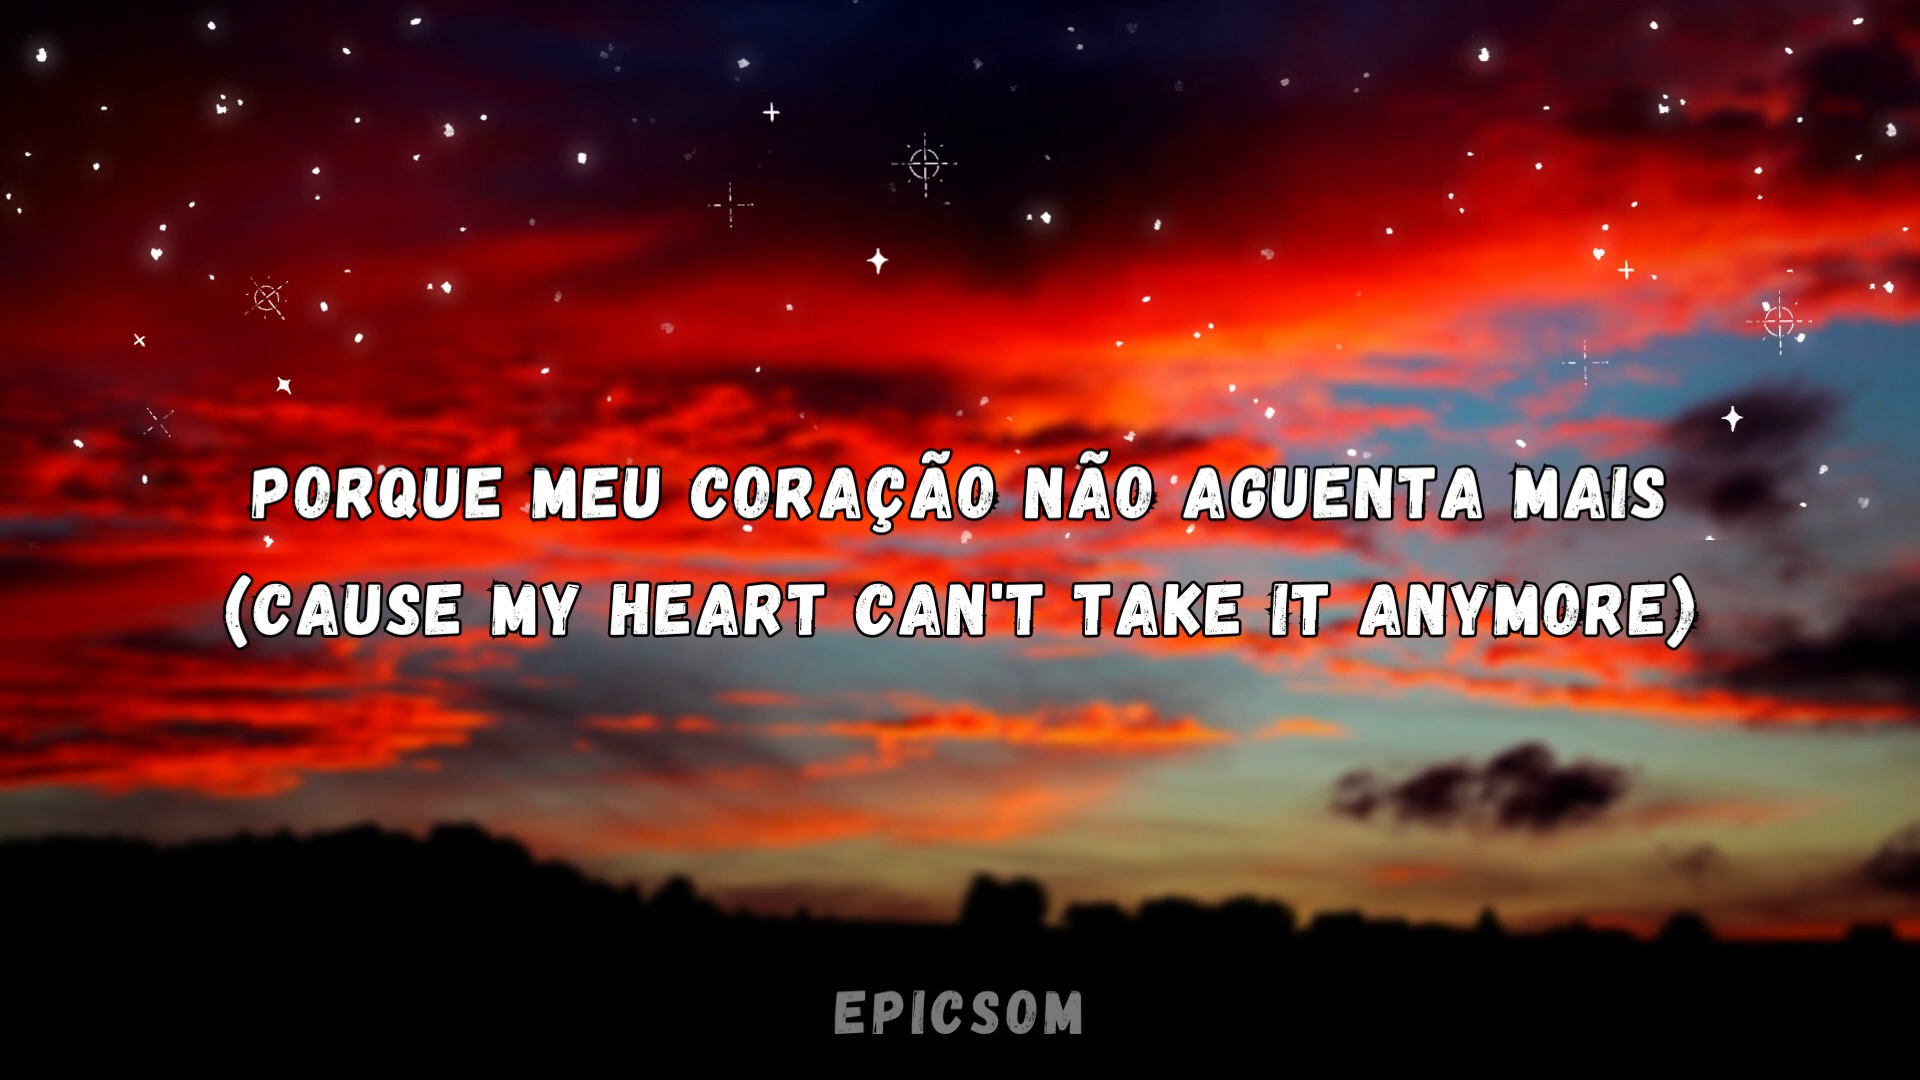 PORQUE MEU CORAÇÃO NÃO AGUENTA MAIS
(CAUSE MY HEART CAN'T TAKE IT ANYMORE)
EPICSOM